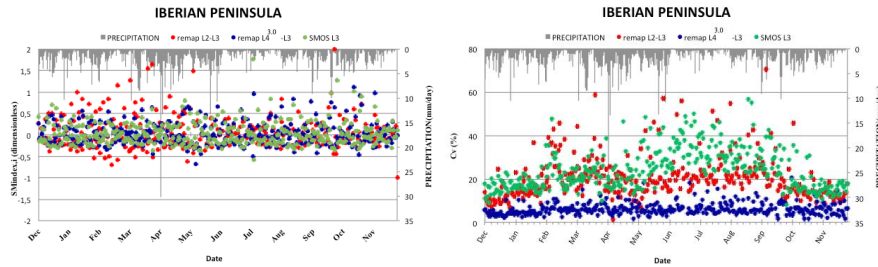 IBERIAN PENINSULA
PRECIPITATION remap L2-L3 remap L4 3.0 -L3 SMOS L3
2
1,5
1
0,5
0
-0,5
-1
-1,5
-2
SMindex,i (dimensionless)
0
5
10
15
20
25
30
35
PRECIPITATION(mm/day)
Dec Jan Feb Mar Apr May Jun Jul Aug Sep Oct Nov
Date
IBERIAN PENINSULA
PRECIPITATION remap L2-L3 remap L4 3.0 -L3 SMOS L3
80
60
40
20
0
Cv (%)
0
5
10
15
20
25
30
35
Dec Jan Feb Mar Apr May Jun Jul Aug Sep Oct Nov
Date